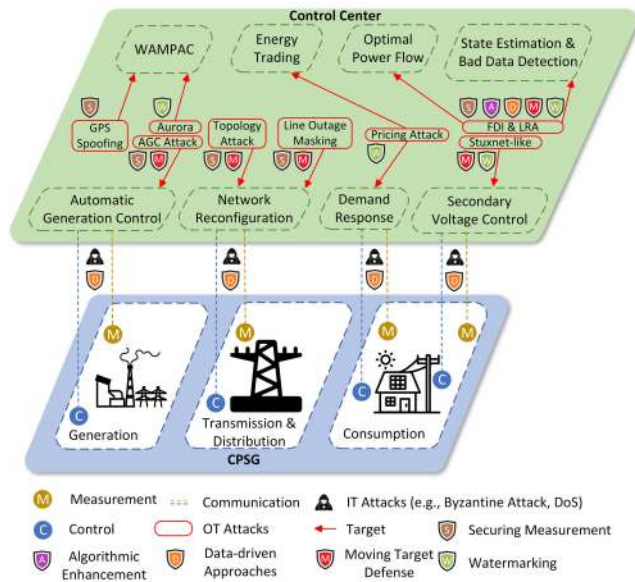 Control Center
WAMPAC
Energy
Trading
Optimal
Power Flow
State Estimation &
Bad Data Detection
S
W
S A D M W
GPS
Spoofing
Aurora
AGC Attack
Topology
Attack
Line Outage
Masking
Pricing Attack
FDI & LRA
Stuxnet-like
S M
S M
S M
W
M W
Automatic
Generation Control
Network
Reconfiguration
Demand
Response
Secondary
Voltage Control
D
D
D
D
M
M
M
M
C
C
C
C
Generation
Transmission &
Distribution
Consumption
CPSG
M Measurement
Communication
IT Attacks (e.g., Byzantine Attack, DoS)
C Control
OT Attacks
Target
S Securing Measurement
A Algorithmic
Enhancement
D Data-driven
Approaches
M Moving Target
Defense
W Watermarking